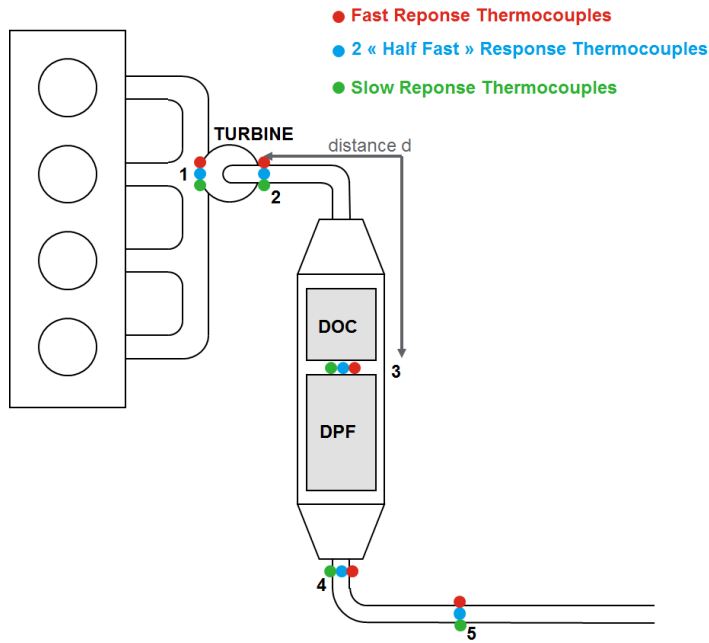 Fast Reponse Thermocouples
2 « Half Fast » Response Thermocouples
Slow Reponse Thermocouples
TURBINE
distance d
1
2
DOC
3
DPF
4
5